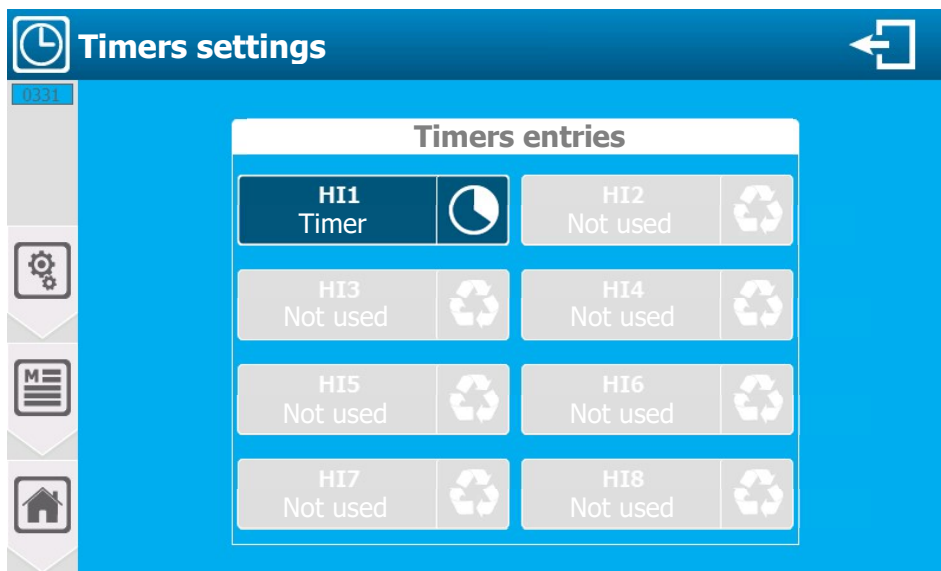 Timers settings
0331
Timers entries
HI1
Timer
HI2
Not used
HI3
Not used
HI4
Not used
HI5
Not used
HI6
Not used
M
HI7
Not used
HI8
Not used